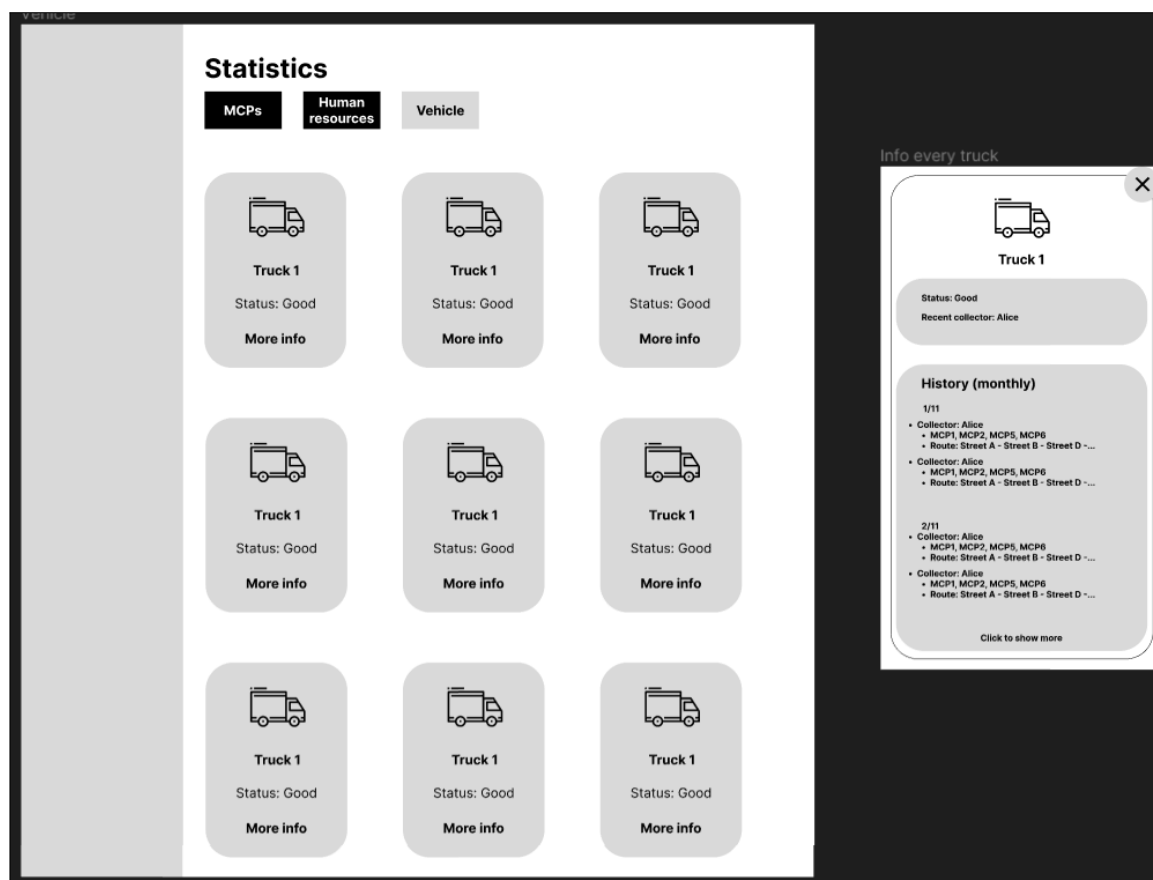 Vehicle
Statistics
MCPs
Human
resources
Vehicle
Truck 1
Status: Good
More info
Truck 1
Status: Good
More info
Truck 1
Status: Good
More info
Truck 1
Status: Good
More info
Truck 1
Status: Good
More info
Truck 1
Status: Good
More info
Truck 1
Status: Good
More info
Truck 1
Status: Good
More info
Truck 1
Status: Good
More info
Info every truck
Truck 1
Status: Good
Recent collector: Alice
History (monthly)
1/11
• Collector: Alice
• MCP1, MCP2, MCP5, MCP6
• Route: Street A - Street B - Street D -...
• Collector: Alice
• MCP1, MCP2, MCP5, MCP6
• Route: Street A - Street B - Street D -...
2/11
• Collector: Alice
• MCP1, MCP2, MCP5, MCP6
• Route: Street A - Street B - Street D -...
• Collector: Alice
• MCP1, MCP2, MCP5, MCP6
• Route: Street A - Street B - Street D -...
Click to show more